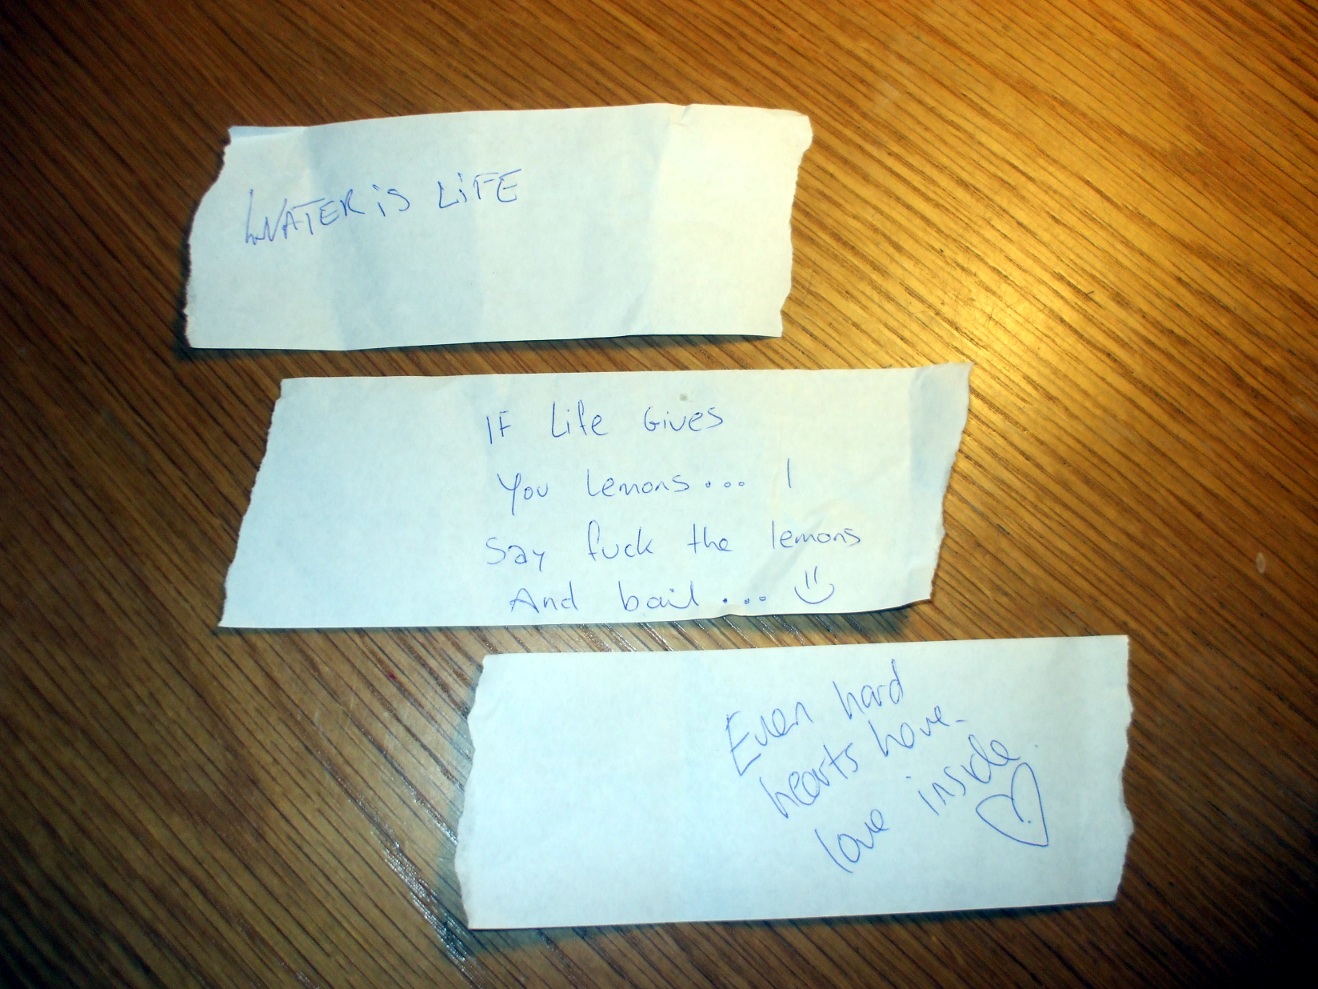 WATER iS LiFE
IF Life Gives
You lemons.... I
Say fuck the lemons
And bail....
Even hard
hearts have
love inside